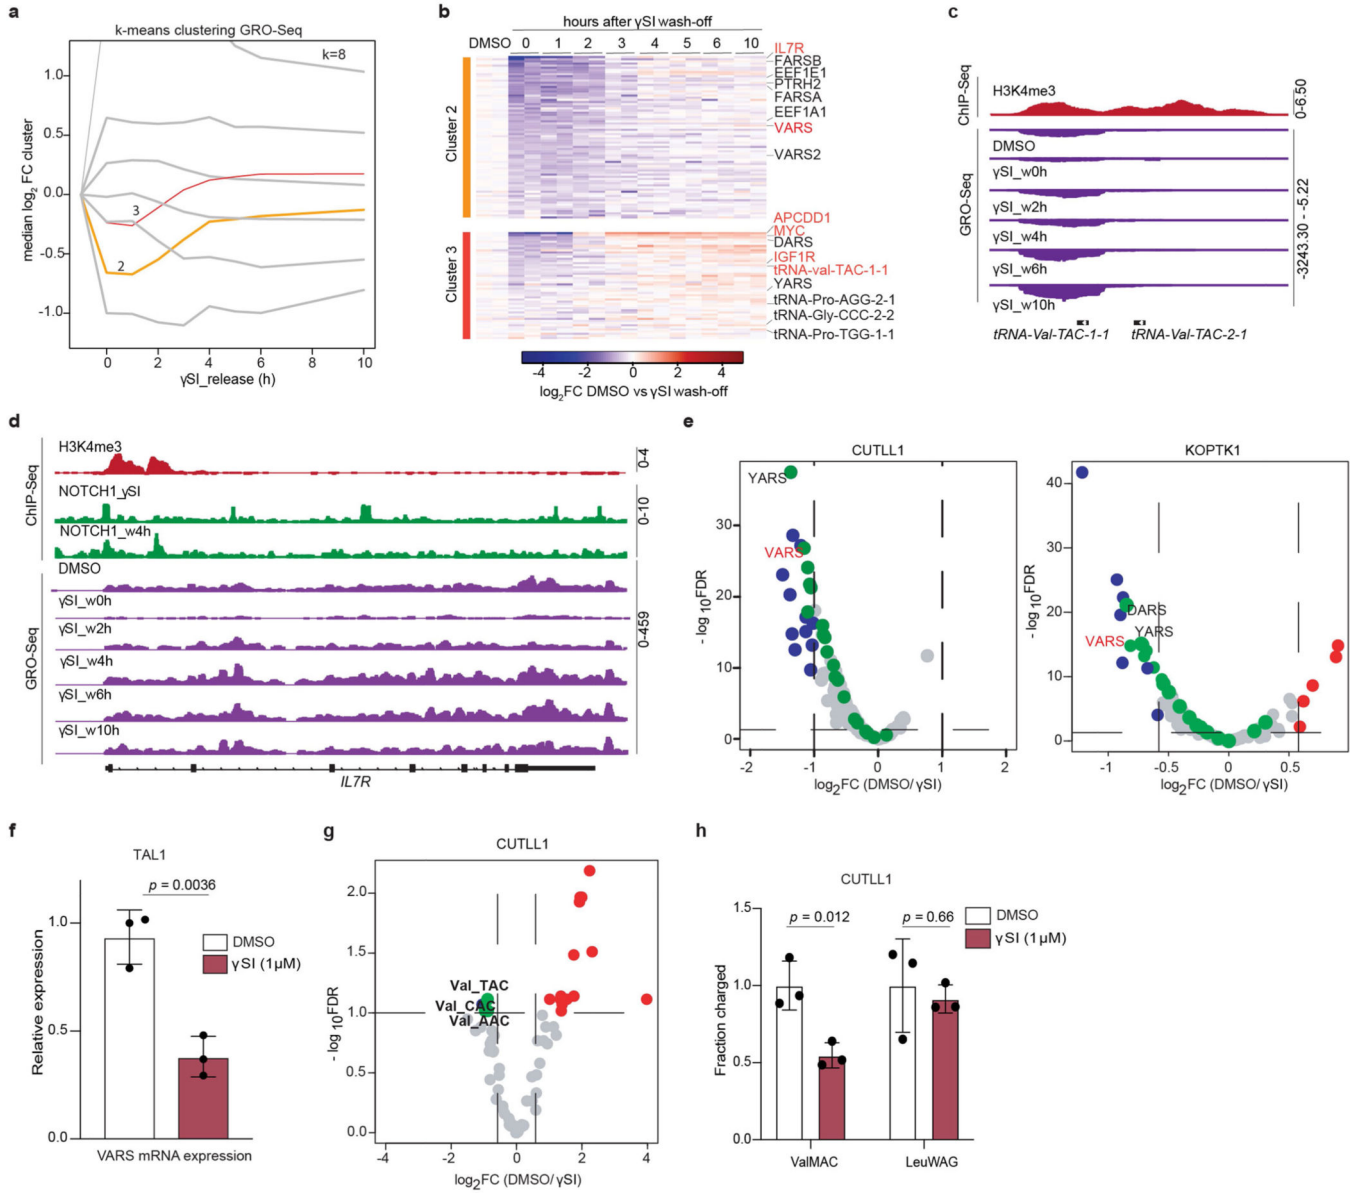 a
k-means clustering GRO-Seq
k=8
median log2 FC cluster
1.0
0.5
0.0
-0.5
-1.0
3
2
0 2 4 6 8 10
γSI_release (h)
b
hours after γSI wash-off
DMSO 0 1 2 3 4 5 6 10
Cluster 2
IL7R
FARSB
EEF1E1
PTRH2
FARSA
EEF1A1
VARS
VARS2
Cluster 3
APCDD1
MYC
DARS
IGF1R
tRNA-val-TAC-1-1
YARS
tRNA-Pro-AGG-2-1
tRNA-Gly-CCC-2-2
tRNA-Pro-TGG-1-1
-4 -2 0 2 4
log2FC DMSO vs γSI wash-off
c
ChIP-Seq
H3K4me3
0-6.50
GRO-Seq
DMSO
γSI_w0h
γSI_w2h
γSI_w4h
γSI_w6h
γSI_w10h
-3243.30 - -5.22
tRNA-Val-TAC-1-1 tRNA-Val-TAC-2-1
d
ChIP-Seq
H3K4me3
0-4
NOTCH1_γSI
0-10
NOTCH1_w4h
GRO-Seq
DMSO
γSI_w0h
γSI_w2h
0-459
γSI_w4h
γSI_w6h
γSI_w10h
IL7R
e
CUTLL1
YARS
VARS
- log 10FDR
30
20
10
0
-2 -1 0 1 2
log2FC (DMSO/γSI)
KOPTK1
DARS
YARS
VARS
- log 10FDR
40
30
20
10
0
-1 -0.5 0 0.5
log2FC (DMSO/γSI)
f
TAL1
p = 0.0036
Relative expression
1.0
0.5
0.0
DMSO
γSI (1μM)
VARS mRNA expression
g
CUTLL1
- log 10FDR
2.0
1.5
1.0
0.5
0.0
Val_TAC
Val_CAC
Val_AAC
-4 -2 0 2 4
log2FC (DMSO/γSI)
h
CUTLL1
p = 0.012 p = 0.66
DMSO
γSI (1μM)
Fraction charged
1.5
1.0
0.5
0.0
ValMAC LeuWAG